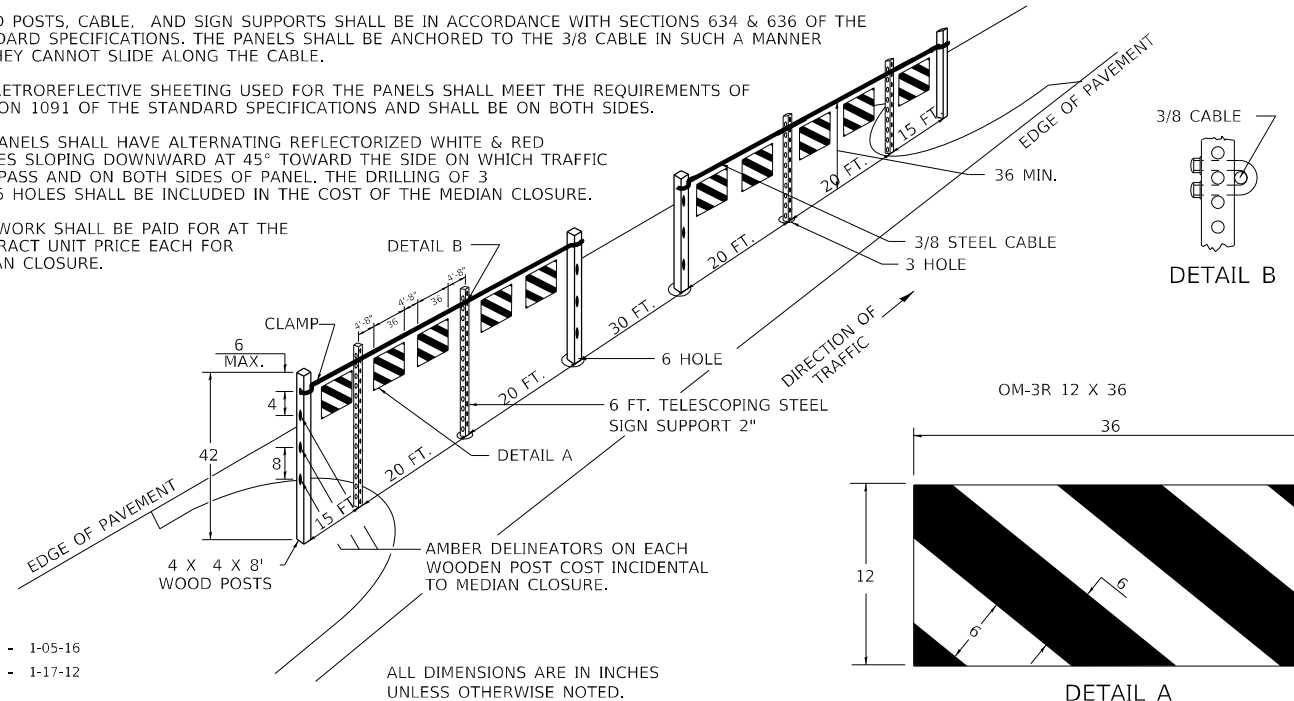 POSTS, CABLE, AND SIGN SUPPORTS SHALL BE IN ACCORDANCE WITH SECTIONS 634 & 636 OF THE
SPECIFICATIONS. THE PANELS SHALL BE ANCHORED TO THE 3/8 CABLE IN SUCH A MANNER
CANNOT SLIDE ALONG THE CABLE.
SHEETING USED FOR THE PANELS SHALL MEET THE REQUIREMENTS OF
1091 OF THE STANDARD SPECIFICATIONS AND SHALL BE ON BOTH SIDES.
SHALL HAVE ALTERNATING REFLECTORIZED WHITE & RED
SLOPING DOWNWARD AT 45° TOWARD THE SIDE ON WHICH TRAFFIC
PASS AND ON BOTH SIDES OF PANEL. THE DRILLING OF 3
HOLES SHALL BE INCLUDED IN THE COST OF THE MEDIAN CLOSURE.
WORK SHALL BE PAID FOR AT THE
UNIT PRICE EACH FOR
CLOSURE.
EDGE OF PAVEMENT
15 FT.
20 FT.
36 MIN.
3/8 STEEL CABLE
3 HOLE
20 FT.
3/8 CABLE
DETAIL B
DETAIL B
4'-8"
36
4'-8"
36
4'-8"
CLAMP
6
MAX.
4
42
8
30 FT.
6 HOLE
DIRECTION OF
TRAFFIC
20 FT.
6 FT. TELESCOPING STEEL
SIGN SUPPORT 2"
DETAIL A
20 FT.
15 FT.
EDGE OF PAVEMENT
4 X 4 X 8'
WOOD POSTS
AMBER DELINEATORS ON EACH
WOODEN POST COST INCIDENTAL
TO MEDIAN CLOSURE.
OM-3R 12 X 36
36
12
6
6
DETAIL A
- 1-05-16
- 1-17-12
ALL DIMENSIONS ARE IN INCHES
UNLESS OTHERWISE NOTED.